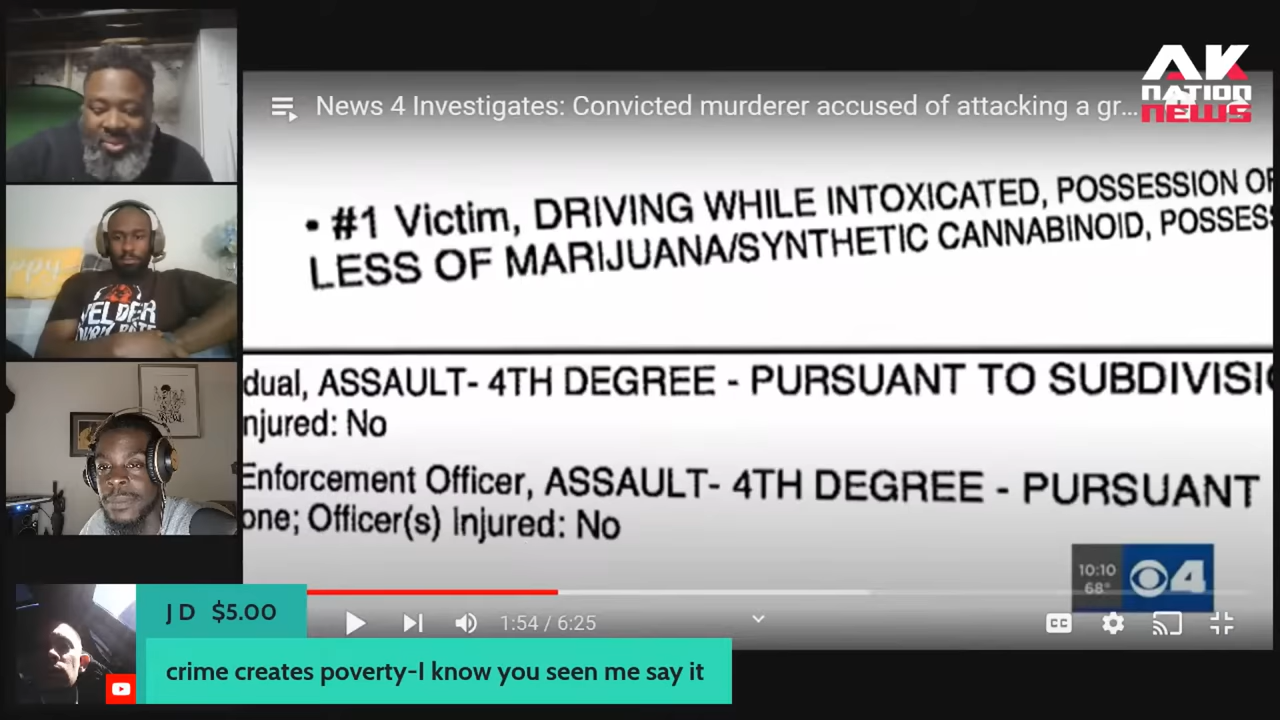 AK
NATION
NEWS
News 4 Investigates: Convicted murderer accused of attacking a gr...
• #1 Victim, DRIVING WHILE INTOXICATED, POSSESSION OF
LESS OF MARIJUANA/SYNTHETIC CANNABINOID, POSSES
dual, ASSAULT- 4TH DEGREE - PURSUANT TO SUBDIVISI
njured: No
Enforcement Officer, ASSAULT- 4TH DEGREE - PURSUANT
one; Officer(s) Injured: No
10:10
68°
4
1:54 / 6:25
CC
J D $5.00
crime creates poverty-I know you seen me say it